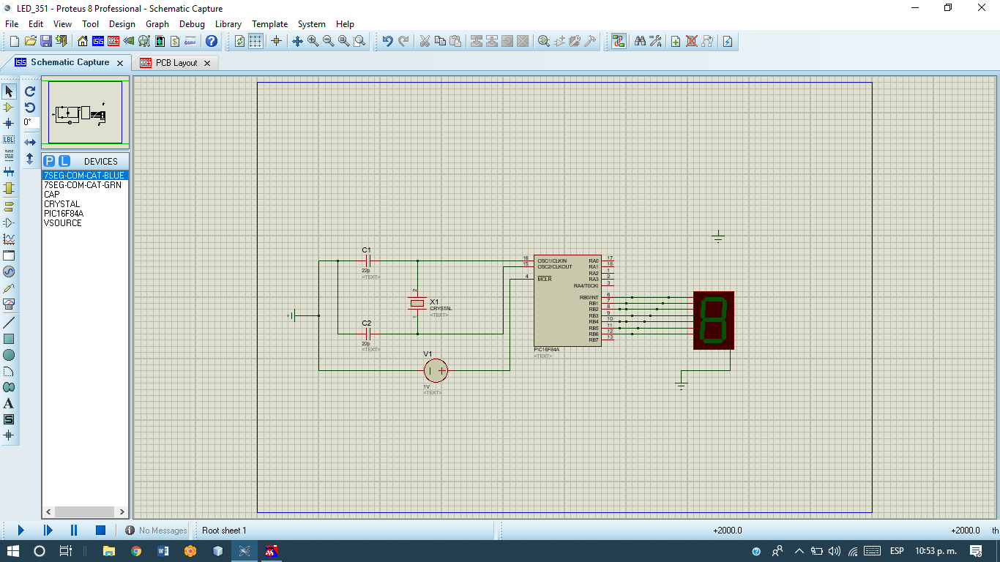 LED_351 - Proteus 8 Professional - Schematic Capture
File Edit View Tool Design Graph Debug Library Template System Help
Schematic Capture
PCB Layout
0°
LBL
P L DEVICES
7SEG-COM-CAT-BLUE
7SEG-COM-CAT-GRN
CAP
CRYSTAL
PIC16F84A
VSOURCE
A
S
C1
22p
<TEXT>
2
X1
CRYSTAL
<TEXT>
1
C2
22p
<TEXT>
V1
1V
<TEXT>
16 OSC1/CLKIN RA0 17
15 OSC2/CLKOUT RA1 18
RA2 1
4 MCLR RA3 2
RA4/T0CKI 3
RB0/INT 6
RB1 7
RB2 8
RB3 9
RB4 10
RB5 11
RB6 12
RB7 13
PIC16F84A
<TEXT>
No Messages
Root sheet 1
+2000.0
+2000.0
th
ESP
10:53 p. m.